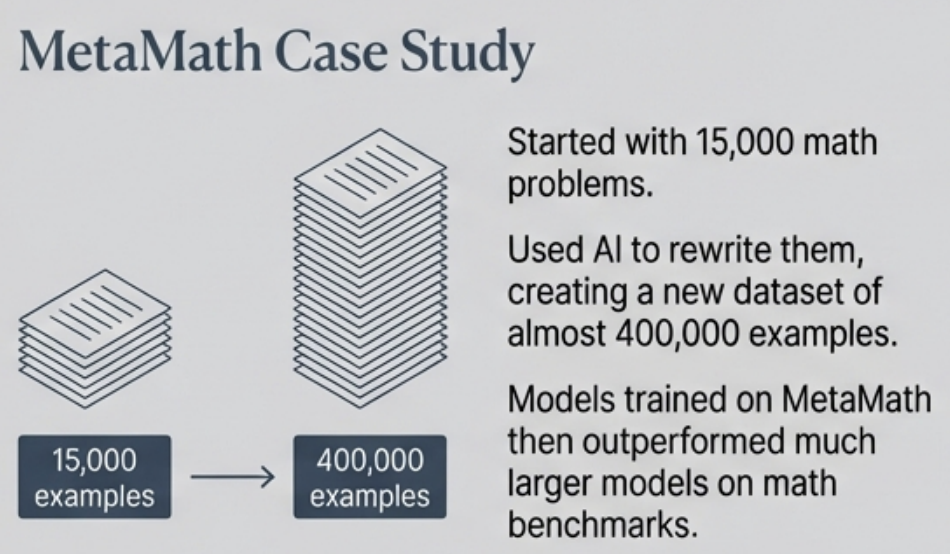 MetaMath Case Study
15,000
examples
400,000
examples
Started with 15,000 math
problems.
Used AI to rewrite them,
creating a new dataset of
almost 400,000 examples.
Models trained on MetaMath
then outperformed much
larger models on math
benchmarks.